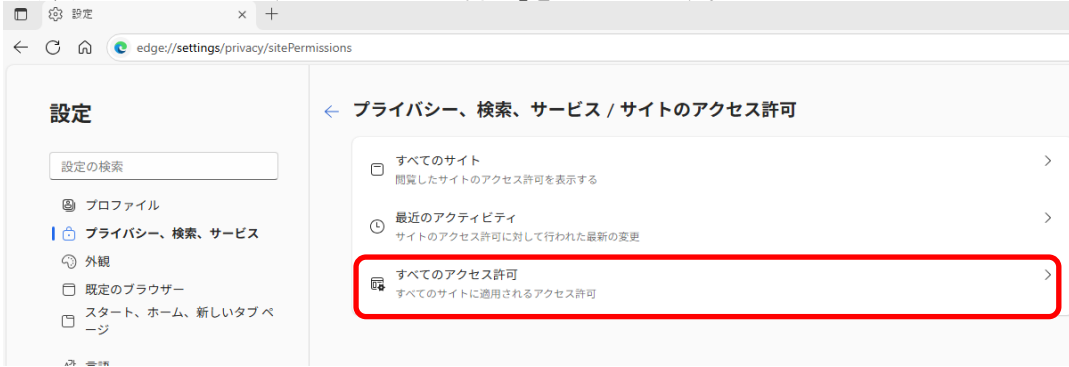 設定
edge://settings/privacy/sitePermissions
設定
プライバシー、検索、サービス / サイトのアクセス許可
設定の検索
プロファイル
プライバシー、検索、サービス
外観
既定のブラウザー
スタート、ホーム、新しいタブ ペ
ージ
言語
すべてのサイト
閲覧したサイトのアクセス許可を表示する
最近のアクティビティ
サイトのアクセス許可に対して行われた最新の変更
すべてのアクセス許可
すべてのサイトに適用されるアクセス許可